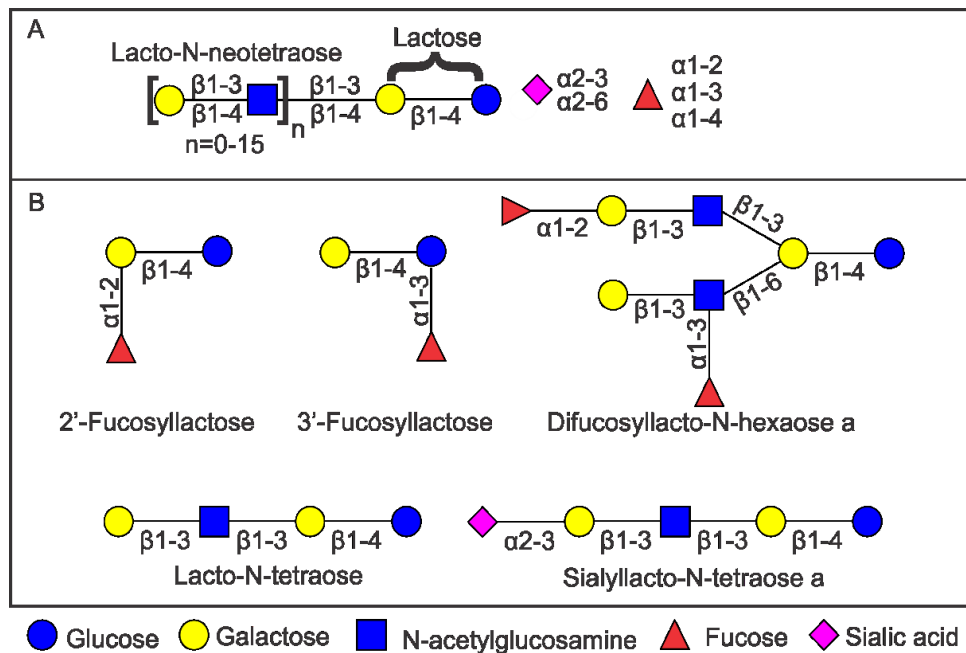 A
Lactose
Lacto-N-neotetraose
[ β1-3 ]n β1-3
β1-4 β1-4 β1-4
n=0-15
α2-3
α2-6
α1-2
α1-3
α1-4
B
β1-4
α1-2
2'-Fucosyllactose
β1-4
α1-3
3'-Fucosyllactose
α1-2 β1-3 β1-3
β1-4
β1-3 β1-6
α1-3
Difucosyllacto-N-hexaose a
β1-3 β1-3 β1-4
Lacto-N-tetraose
α2-3 β1-3 β1-3 β1-4
Sialyllacto-N-tetraose a
Glucose Galactose N-acetylglucosamine Fucose Sialic acid